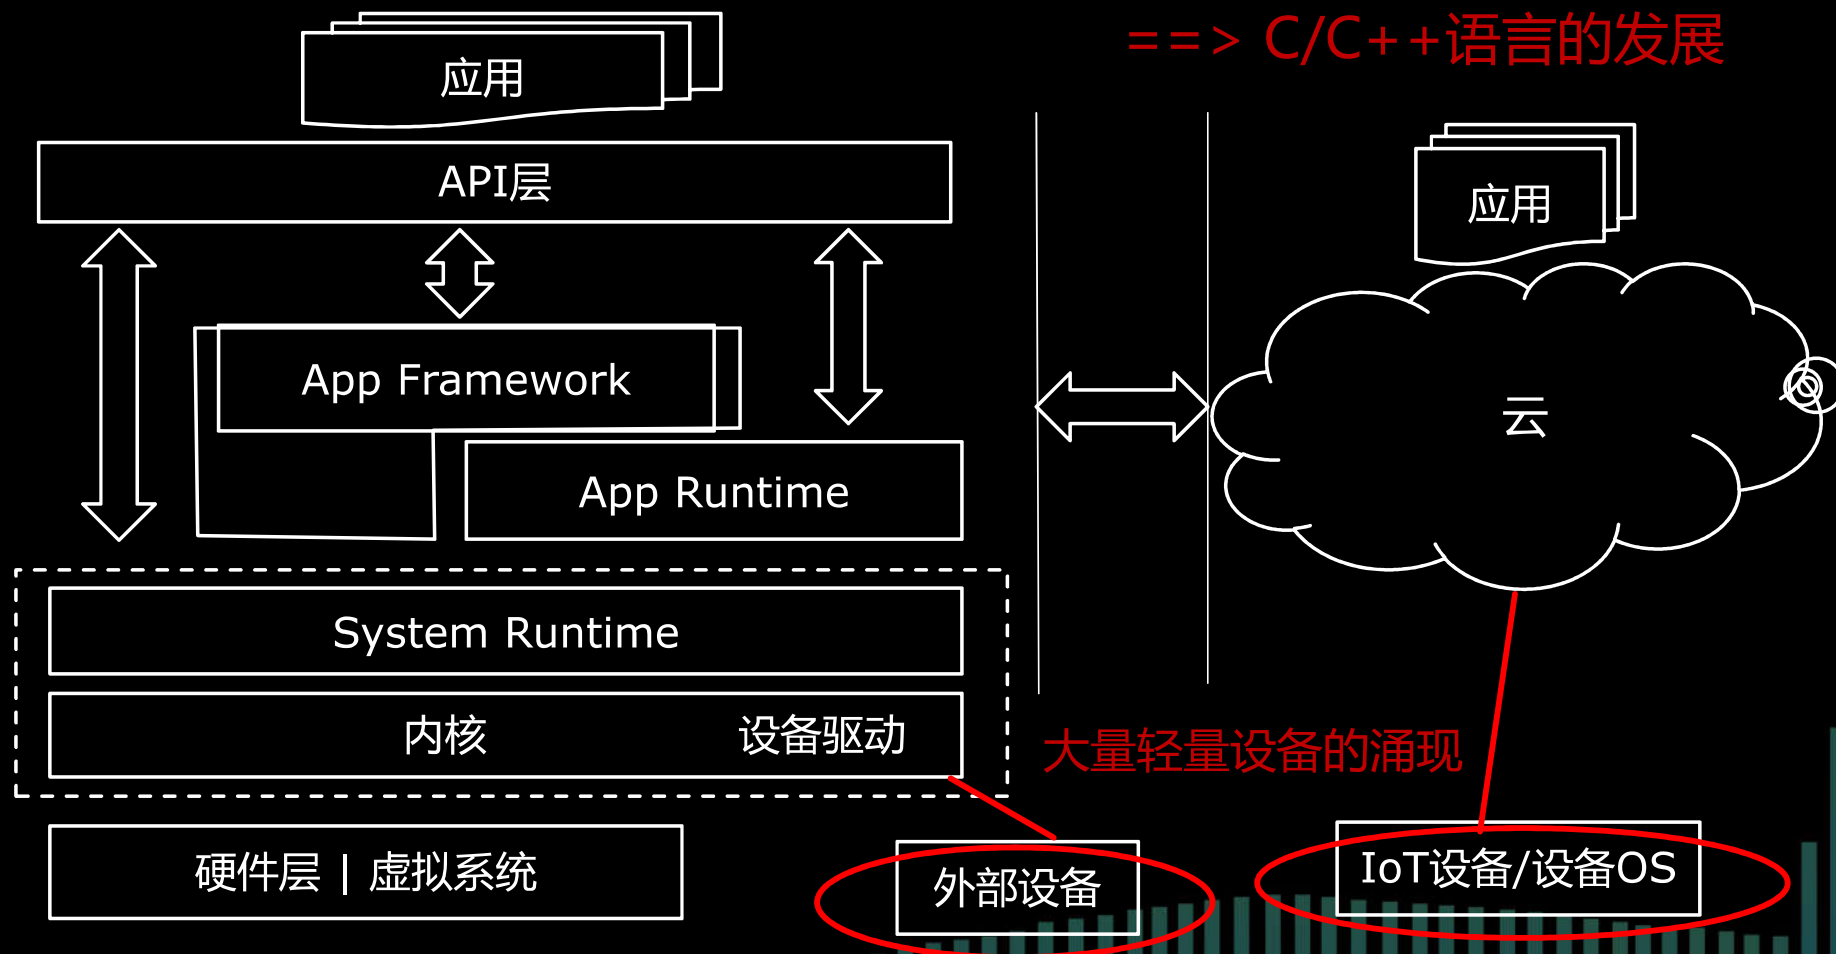 ==> C/C++语言的发展
应用
API层
App Framework
App Runtime
System Runtime
内核 设备驱动
硬件层 | 虚拟系统
应用
云
大量轻量设备的涌现
外部设备
IoT设备/设备OS